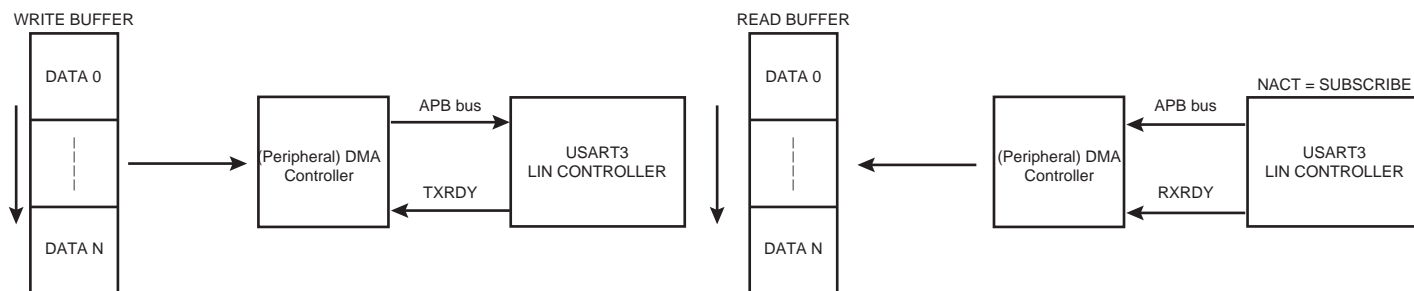 WRITE BUFFER
DATA 0
DATA N
(Peripheral) DMA
Controller
APB bus
TXRDY
USART3
LIN CONTROLLER
READ BUFFER
DATA 0
DATA N
(Peripheral) DMA
Controller
APB bus
RXRDY
NACT = SUBSCRIBE
USART3
LIN CONTROLLER